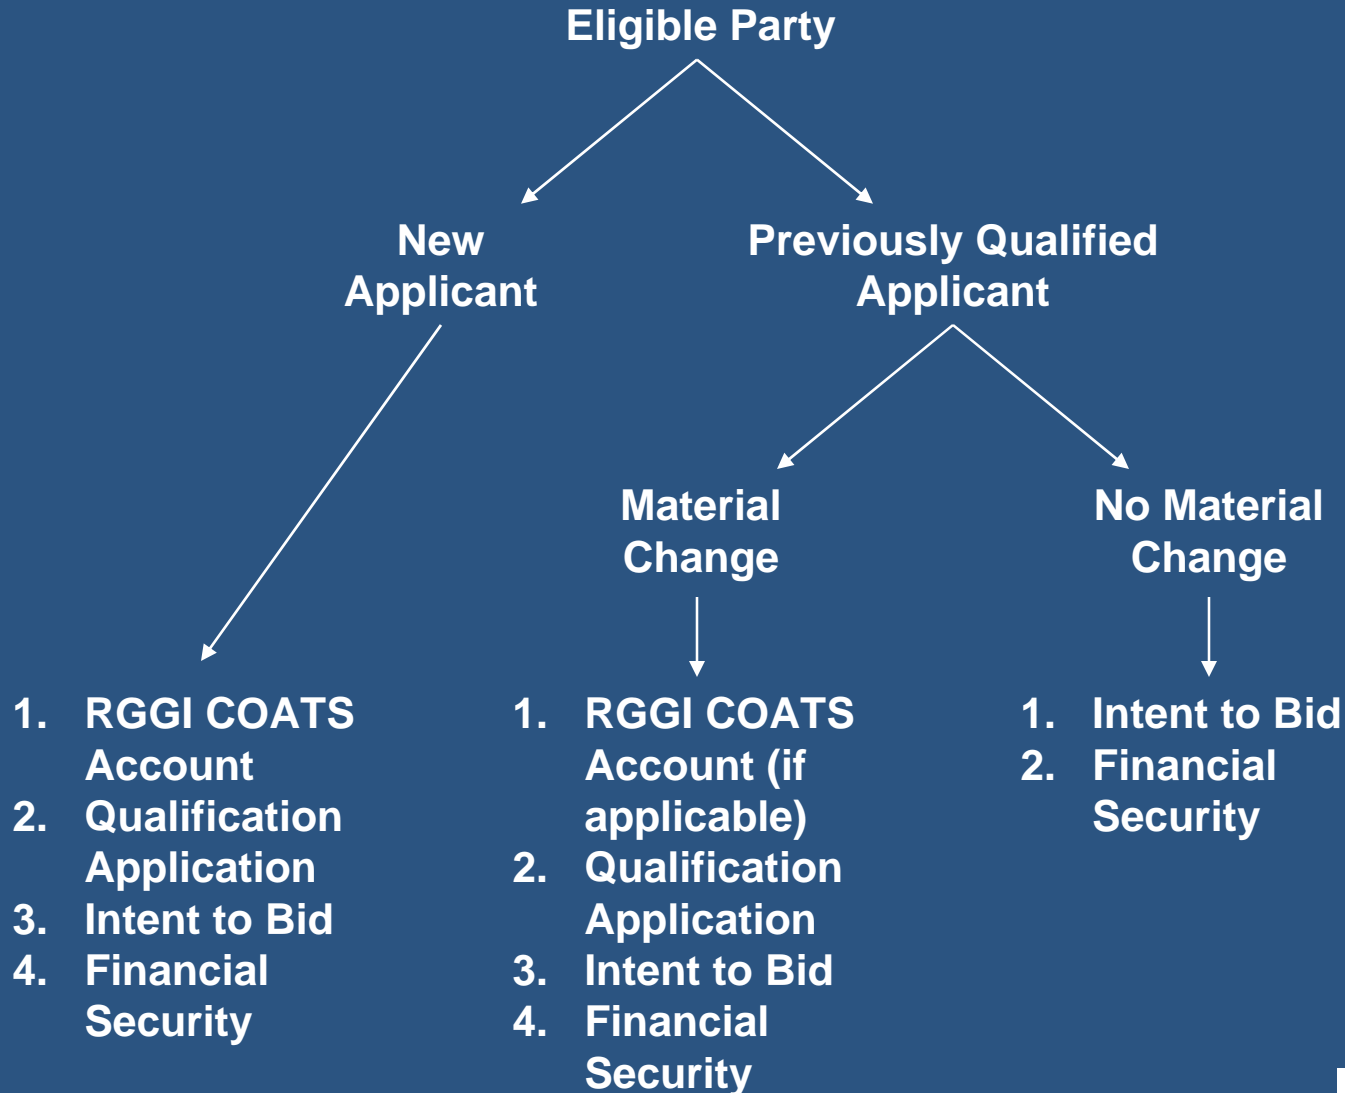 Eligible Party
New
Applicant
Previously Qualified
Applicant
Material
Change
No Material
Change
1. RGGI COATS
Account
2. Qualification
Application
3. Intent to Bid
4. Financial
Security
1. RGGI COATS
Account (if
applicable)
2. Qualification
Application
3. Intent to Bid
4. Financial
Security
1. Intent to Bid
2. Financial
Security